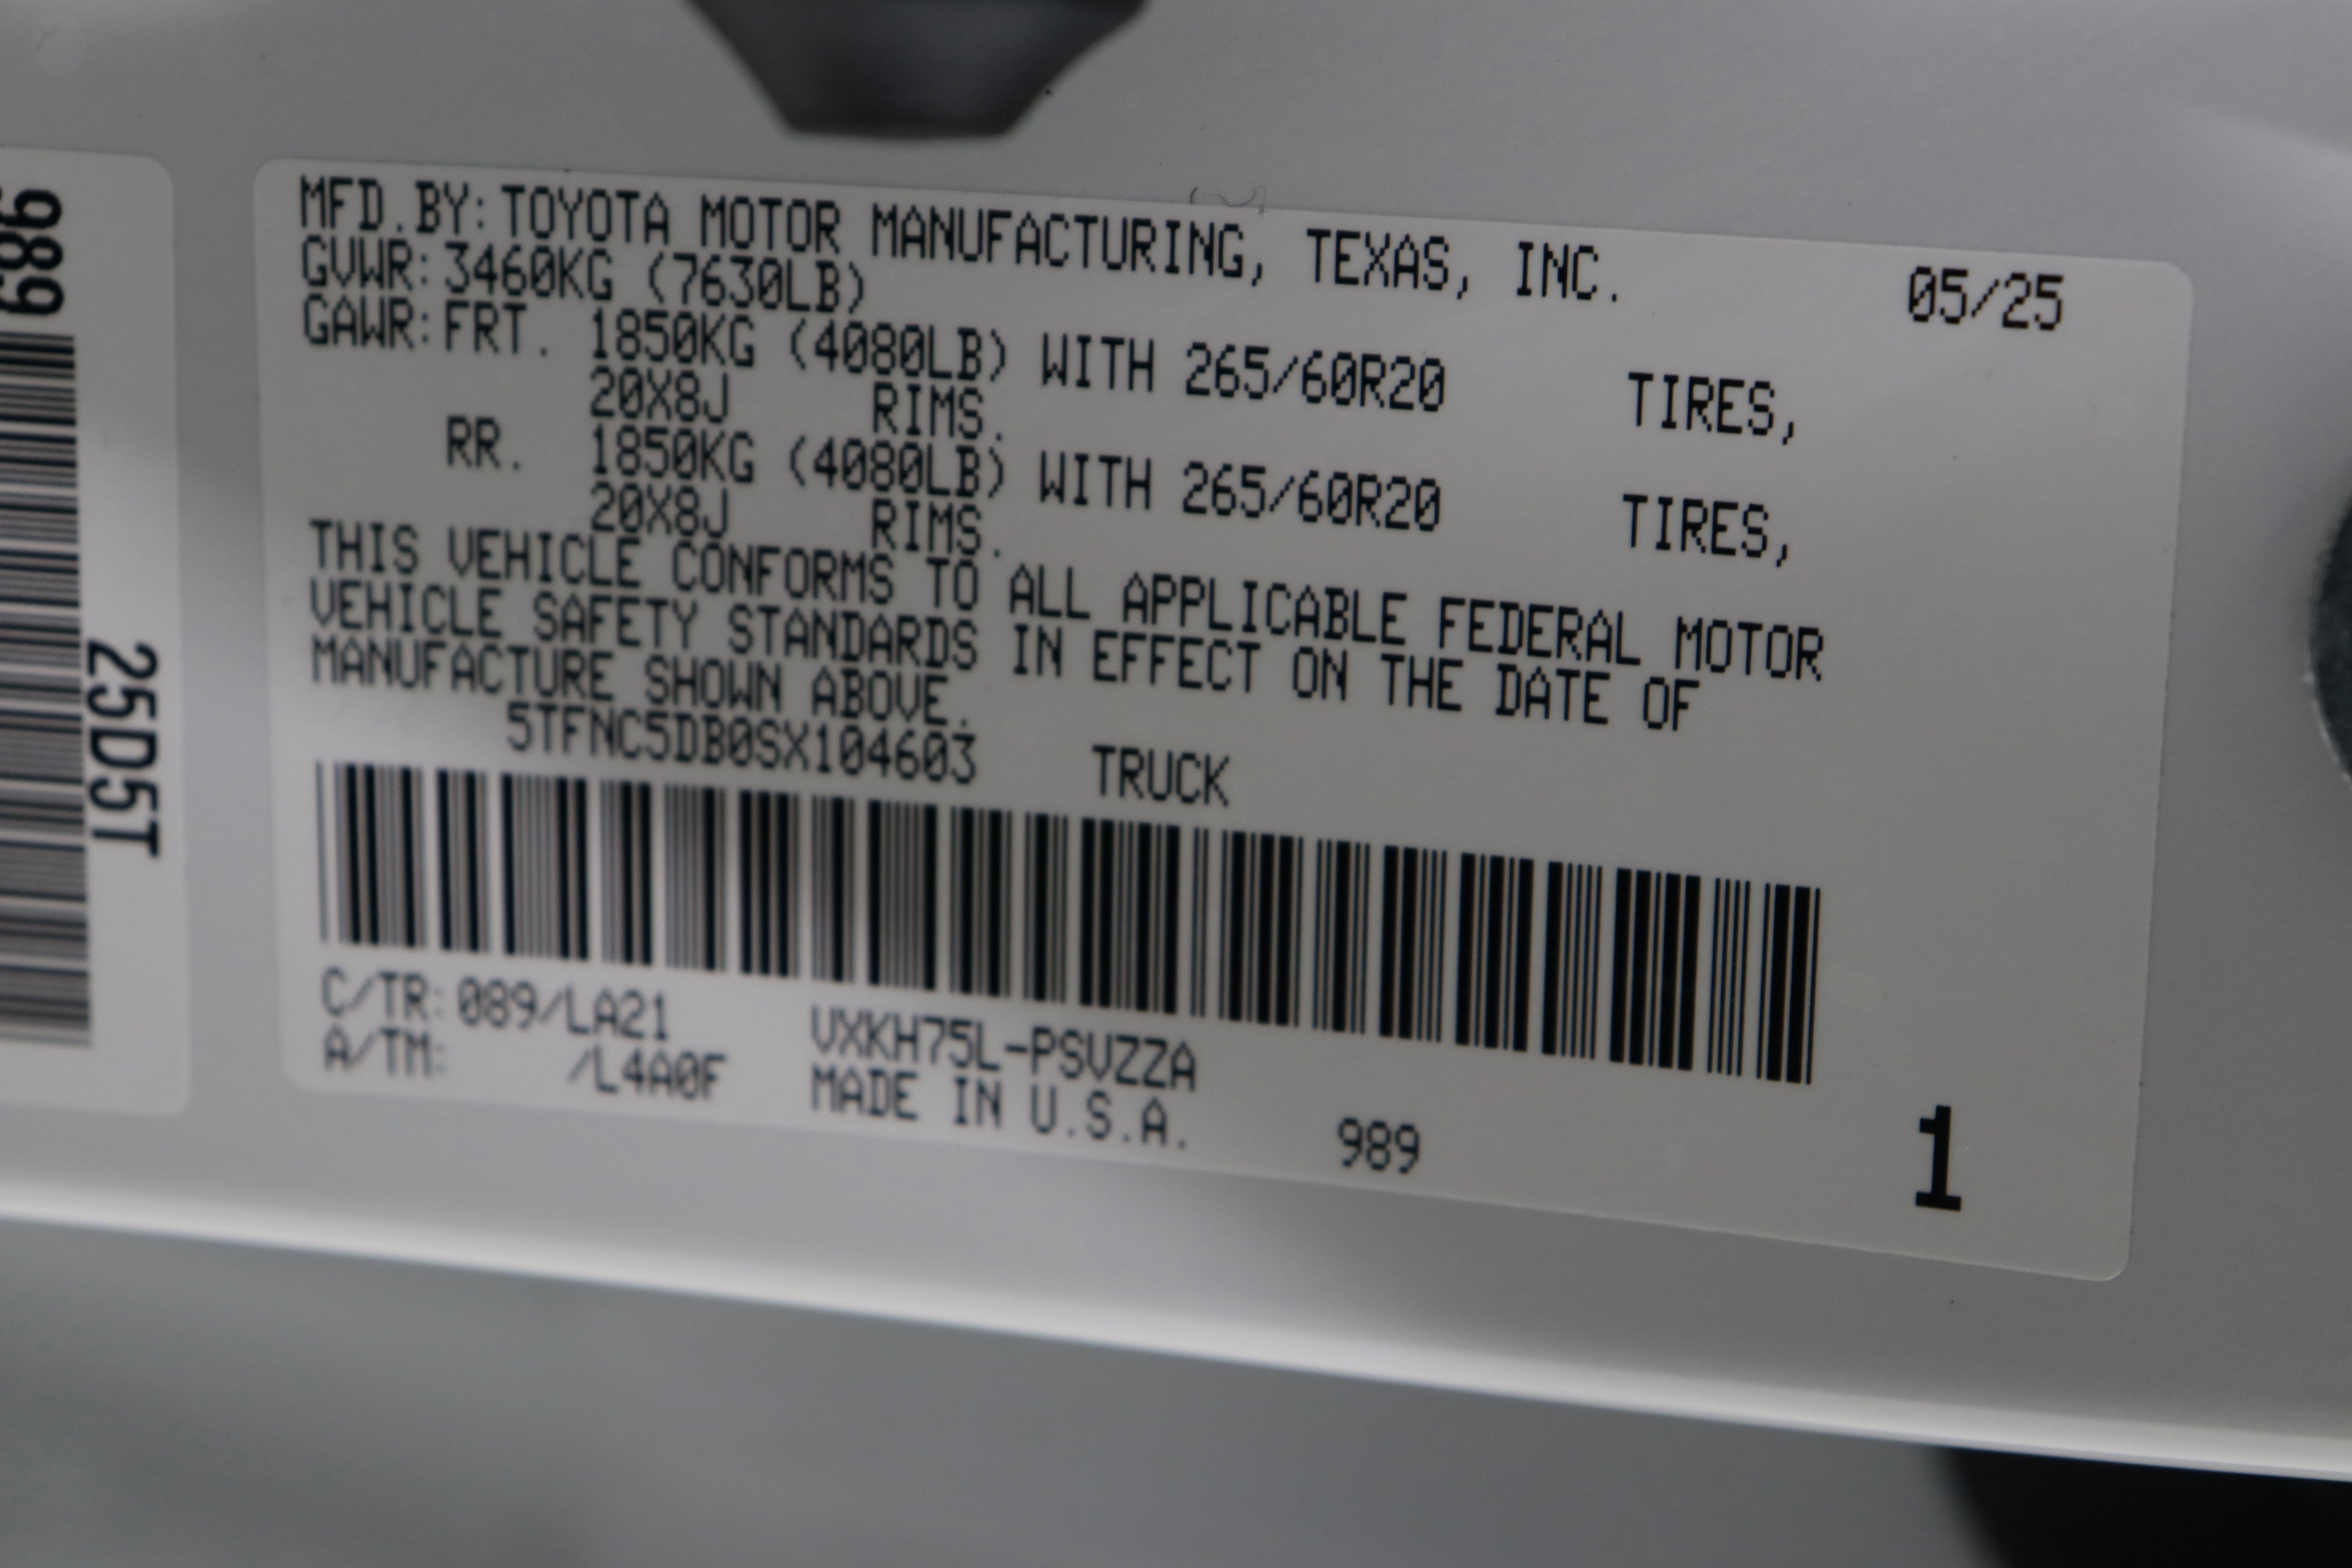 989
25D5T
MFD.BY:TOYOTA MOTOR MANUFACTURING, TEXAS, INC. 05/25
GVWR:3460KG (7630LB)
GAWR:FRT. 1850KG (4080LB) WITH 265/60R20 TIRES,
20X8J RIMS.
RR. 1850KG (4080LB) WITH 265/60R20 TIRES,
20X8J RIMS.
THIS VEHICLE CONFORMS TO ALL APPLICABLE FEDERAL MOTOR
VEHICLE SAFETY STANDARDS IN EFFECT ON THE DATE OF
MANUFACTURE SHOWN ABOVE.
5TFNC5DB0SX104603 TRUCK
C/TR:089/LA21 VXKH75L-PSVZZA
A/TM: /L4A0F MADE IN U.S.A. 989 1